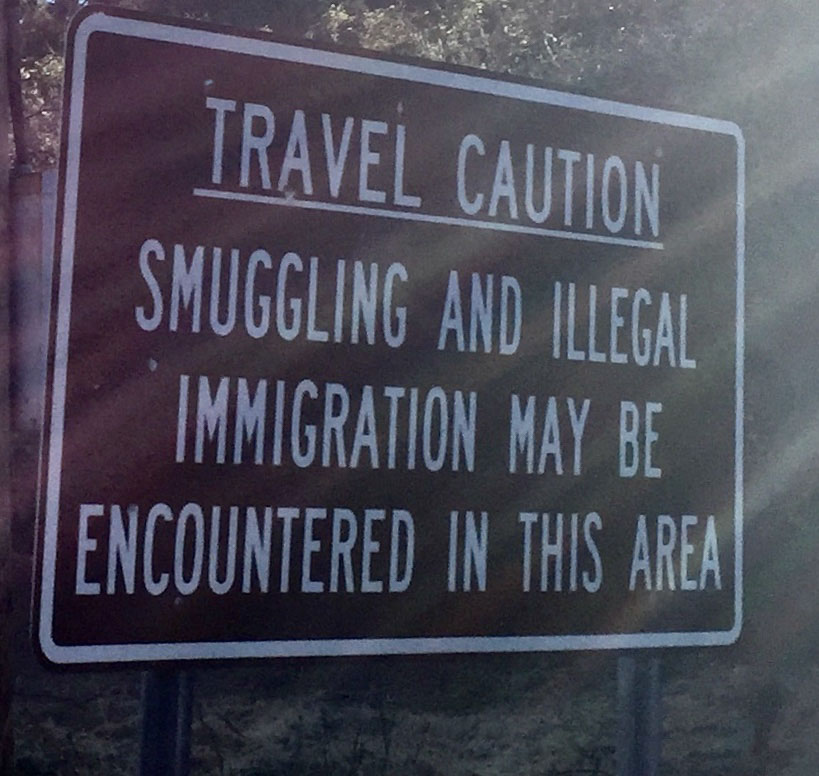 TRAVEL CAUTION
SMUGGLING AND ILLEGAL
IMMIGRATION MAY BE
ENCOUNTERED IN THIS AREA